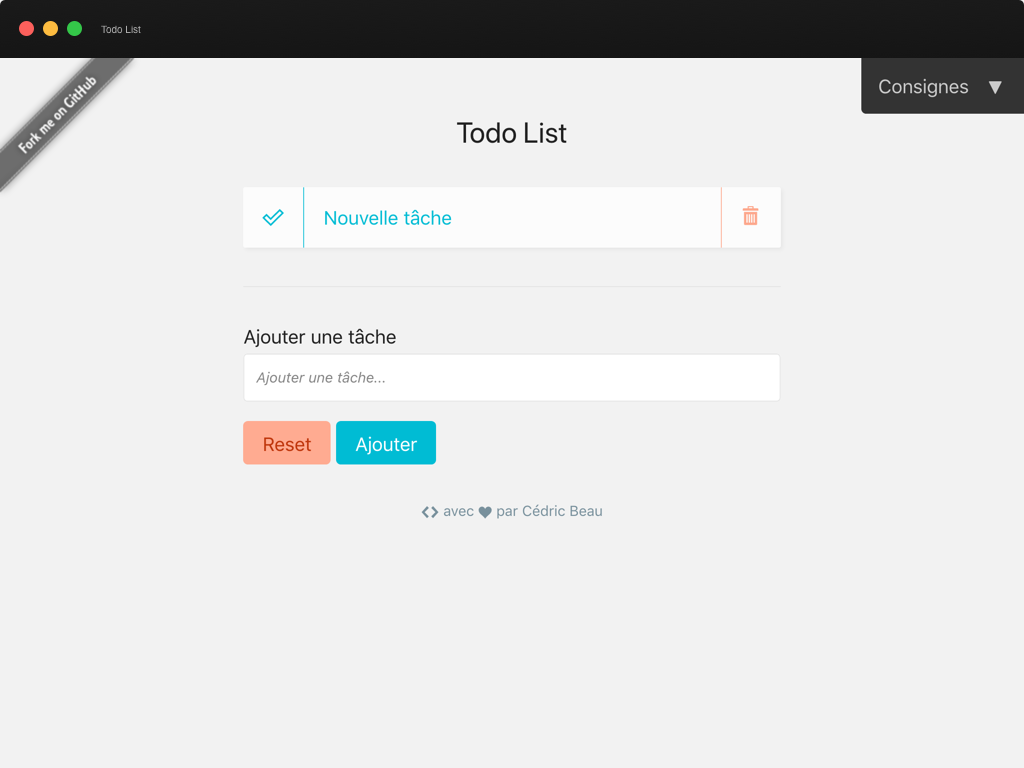 Todo List
Fork me on GitHub
Consignes ▼
Todo List
Nouvelle tâche
Ajouter une tâche
Ajouter une tâche...
Reset
Ajouter
avec par Cédric Beau